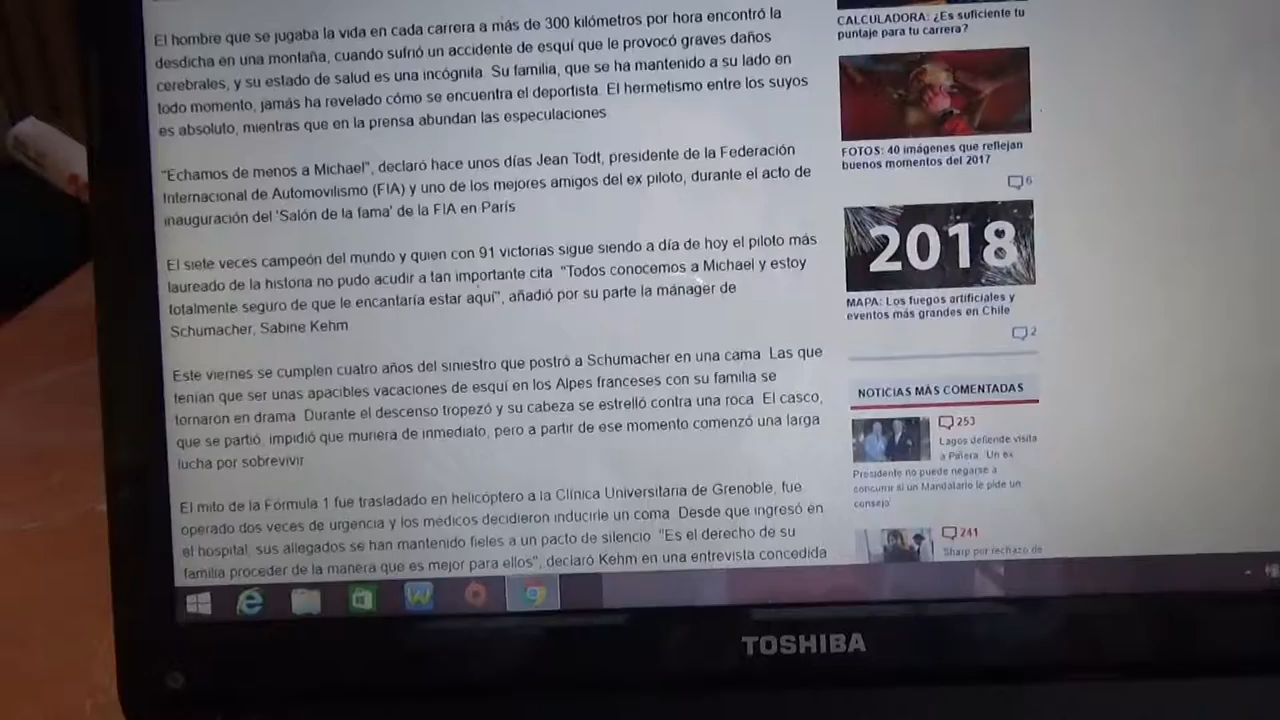 El hombre que se jugaba la vida en cada carrera a más de 300 kilómetros por hora encontró la
desdicha en una montaña, cuando sufrió un accidente de esquí que le provocó graves daños
cerebrales, y su estado de salud es una incógnita. Su familia, que se ha mantenido a su lado en
todo momento, jamás ha revelado cómo se encuentra el deportista. El hermetismo entre los suyos
es absoluto, mientras que en la prensa abundan las especulaciones.
"Echamos de menos a Michael", declaró hace unos días Jean Todt, presidente de la Federación
Internacional de Automovilismo (FIA) y uno de los mejores amigos del ex piloto, durante el acto de
inauguración del 'Salón de la fama' de la FIA en París.
El siete veces campeón del mundo y quien con 91 victorias sigue siendo a día de hoy el piloto más
laureado de la historia no pudo acudir a tan importante cita. "Todos conocemos a Michael y estoy
totalmente seguro de que le encantaría estar aquí", añadió por su parte la mánager de
Schumacher, Sabine Kehm.
Este viernes se cumplen cuatro años del siniestro que postró a Schumacher en una cama. Las que
tenían que ser unas apacibles vacaciones de esquí en los Alpes franceses con su familia se
tornaron en drama. Durante el descenso tropezó y su cabeza se estrelló contra una roca. El casco,
que se partió, impidió que muriera de inmediato, pero a partir de ese momento comenzó una larga
lucha por sobrevivir.
El mito de la Fórmula 1 fue trasladado en helicóptero a la Clínica Universitaria de Grenoble, fue
operado dos veces de urgencia y los médicos decidieron inducirle un coma. Desde que ingresó en
el hospital, sus allegados se han mantenido fieles a un pacto de silencio. "Es el derecho de su
familia proceder de la manera que es mejor para ellos", declaró Kehm en una entrevista concedida
CALCULADORA: ¿Es suficiente tu
puntaje para tu carrera?
FOTOS: 40 imágenes que reflejan
buenos momentos del 2017
6
2018
MAPA: Los fuegos artificiales y
eventos más grandes en Chile
2
NOTICIAS MÁS COMENTADAS
253
Lagos defiende visita
a Piñera: Un ex
Presidente no puede negarse a
concurrir si un Mandatario le pide un
consejo
241
Sharp por rechazo de
TOSHIBA